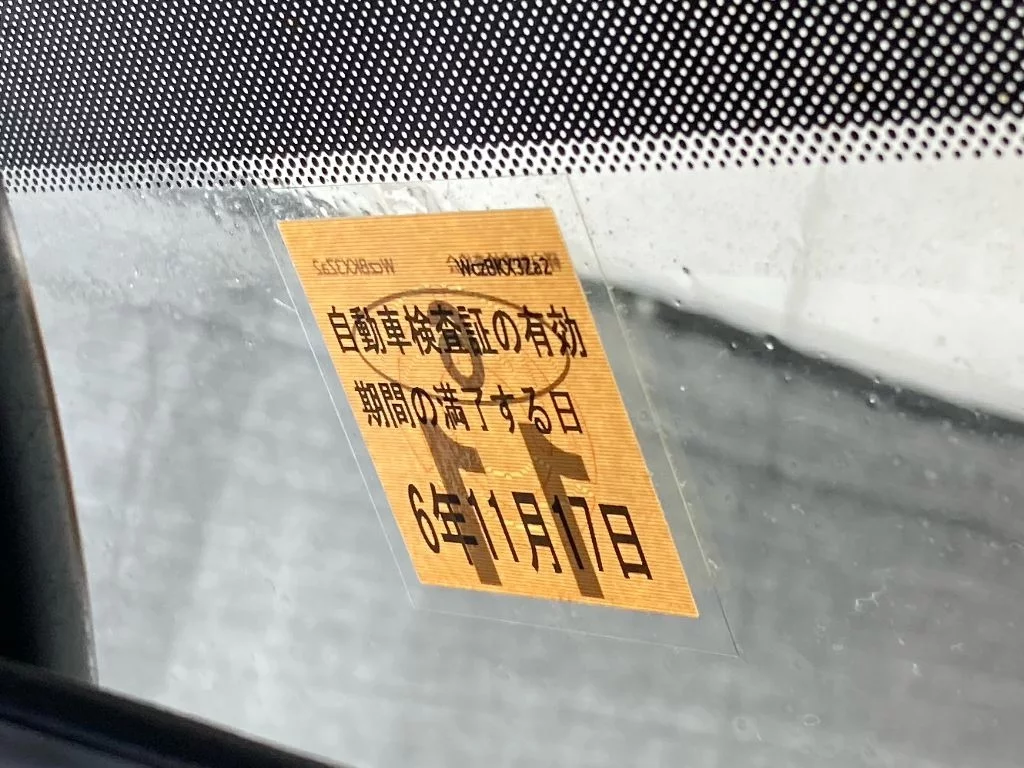 自動車検査証の有効
期間の満了する日
6年11月17日